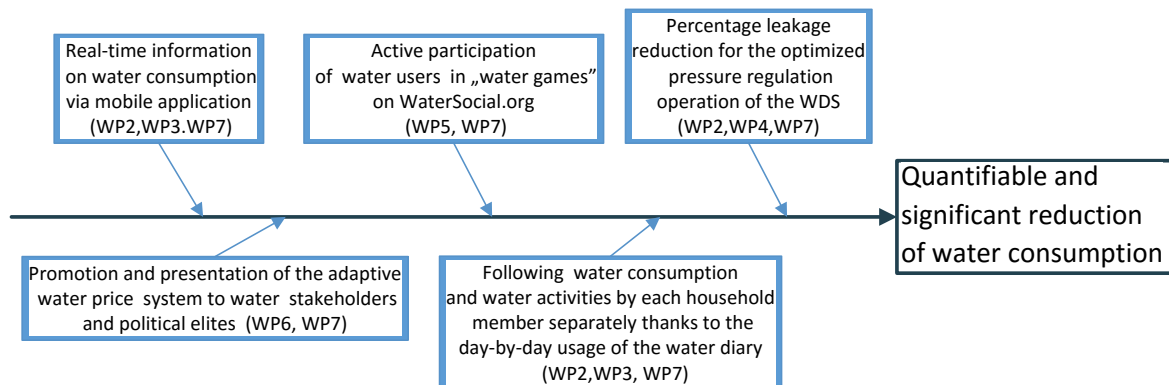 Real-time information
on water consumption
via mobile application
(WP2,WP3.WP7)
Active participation
of water users in „water games”
on WaterSocial.org
(WP5, WP7)
Percentage leakage
reduction for the optimized
pressure regulation
operation of the WDS
(WP2,WP4,WP7)
Quantifiable and
significant reduction
of water consumption
Promotion and presentation of the adaptive
water price system to water stakeholders
and political elites (WP6, WP7)
Following water consumption
and water activities by each household
member separately thanks to the
day-by-day usage of the water diary
(WP2,WP3, WP7)